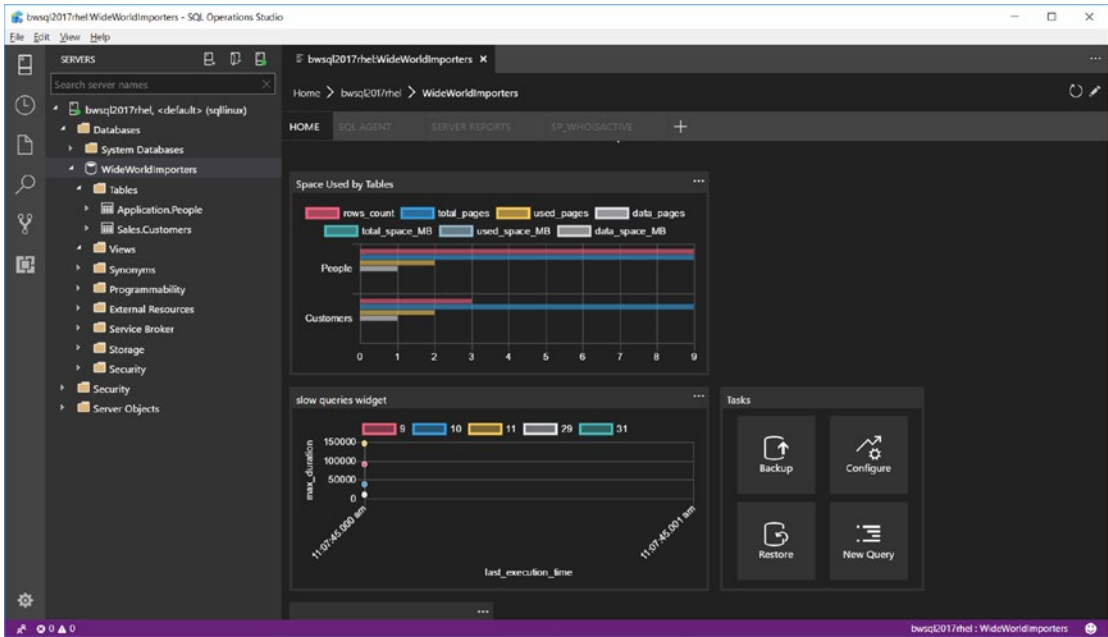 bwsql2017rhel:WideWorldImporters - SQL Operations Studio
File Edit View Help
SERVERS
Search server names
bwsql2017rhel, <default> (sqllinux)
Databases
System Databases
WideWorldImporters
Tables
Application.People
Sales.Customers
Views
Synonyms
Programmability
External Resources
Service Broker
Storage
Security
Security
Server Objects
bwsql2017rhel:WideWorldImporters
Home > bwsql2017rhel > WideWorldImporters
HOME SQL AGENT SERVER REPORTS SP_WHOISACTIVE +
Space Used by Tables
rows_count total_pages used_pages data_pages
total_space_MB used_space_MB data_space_MB
People
Customers
0 1 2 3 4 5 6 7 8 9
slow queries widget
9 10 11 29 31
max_duration
150000
100000
50000
0
11:07:45.000 am
11:07:45.001 am
last_execution_time
Tasks
Backup
Configure
Restore
New Query
0 0
bwsql2017rhel : WideWorldImporters